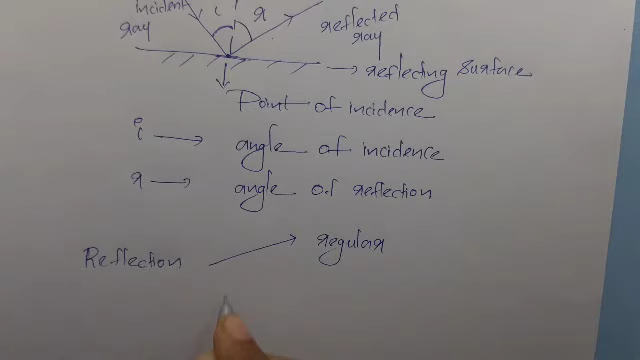 incident i r reflected
ray ray
→ reflecting surface
Point of incidence
i → angle of incidence
r → angle of reflection
Reflection → regular